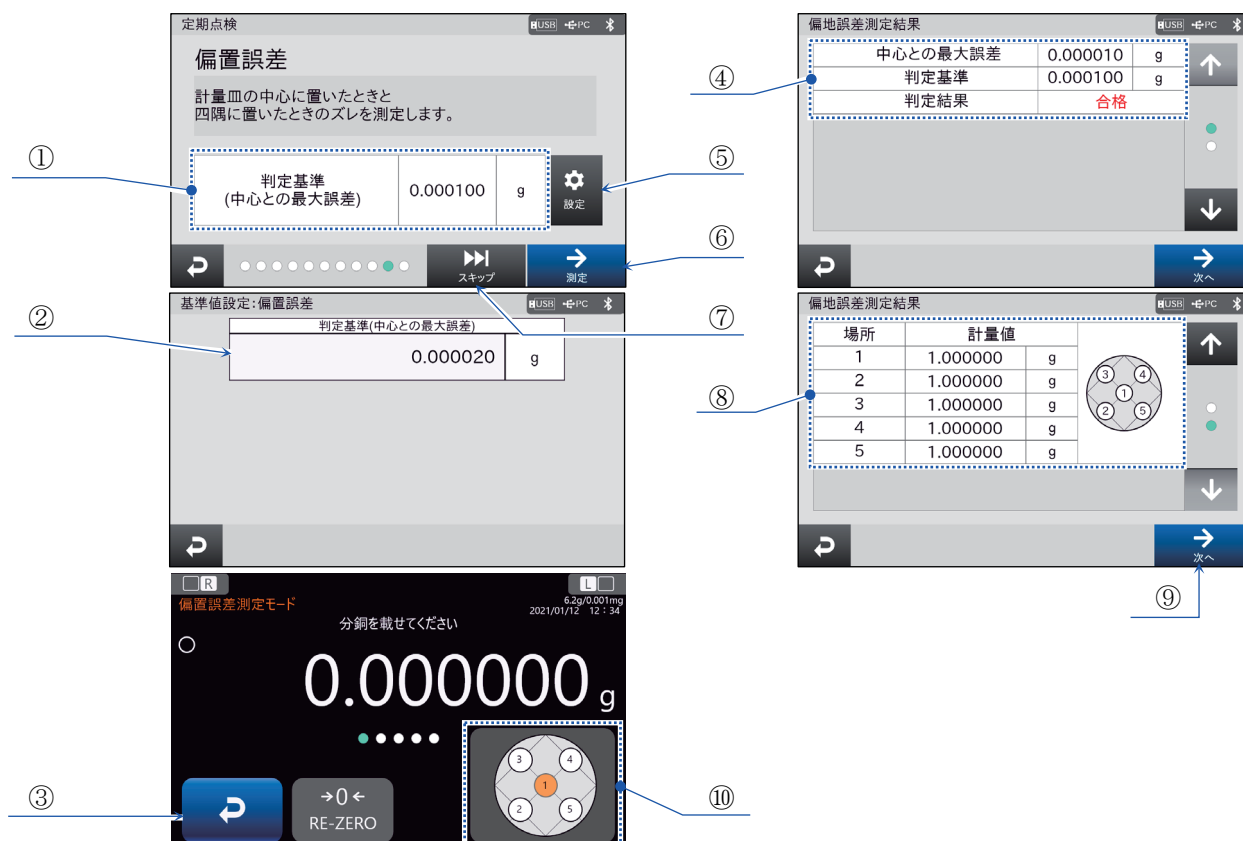 定期点検
USB PC
偏置誤差
計量皿の中心に置いたときと
四隅に置いたときのズレを測定します。
①
判定基準
(中心との最大誤差)
0.000100 g
設定
⑤
スキップ
測定
⑥
⑦
基準値設定:偏置誤差
USB PC
②
判定基準(中心との最大誤差)
0.000020 g
R
L
偏置誤差測定モード
6.2g/0.001mg
2021/01/12 12:34
分銅を載せてください
0.000000 g
3 4
1
2 5
③
→0←
RE-ZERO
⑩
偏地誤差測定結果
USB PC
④
中心との最大誤差 0.000010 g
判定基準 0.000100 g
判定結果 合格
次へ
偏地誤差測定結果
USB PC
⑧
場所 計量値
1 1.000000 g
2 1.000000 g
3 1.000000 g
4 1.000000 g
5 1.000000 g
3 4
1
2 5
次へ
⑨